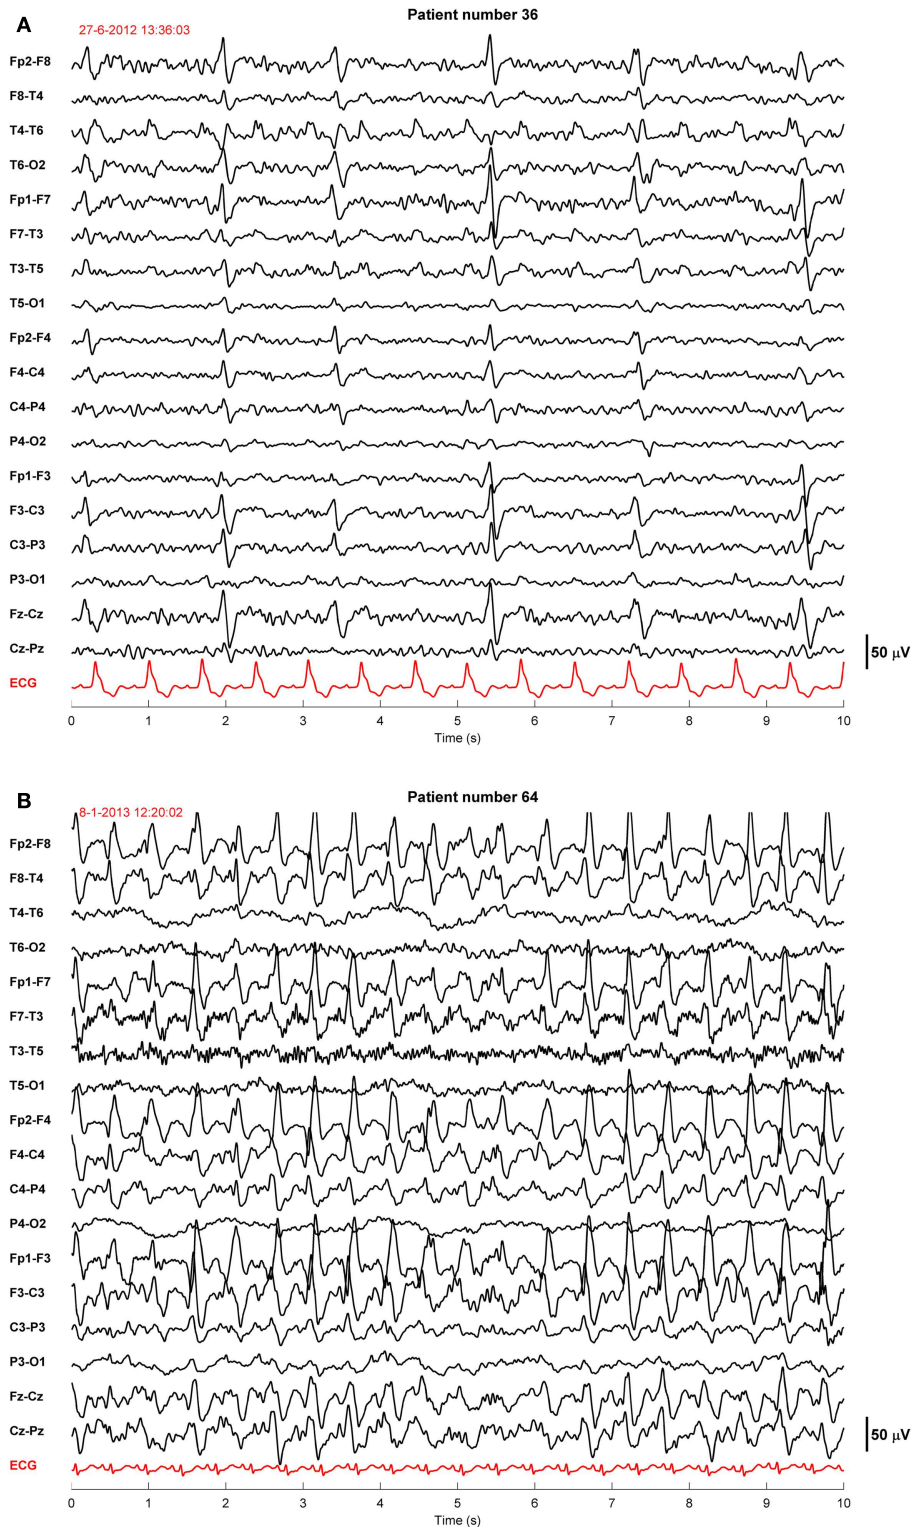 A
Patient number 36
27-6-2012 13:36:03
Fp2-F8
F8-T4
T4-T6
T6-O2
Fp1-F7
F7-T3
T3-T5
T5-O1
Fp2-F4
F4-C4
C4-P4
P4-O2
Fp1-F3
F3-C3
C3-P3
P3-O1
Fz-Cz
Cz-Pz
50 μV
ECG
0 1 2 3 4 5 6 7 8 9 10
Time (s)
B
Patient number 64
8-1-2013 12:20:02
Fp2-F8
F8-T4
T4-T6
T6-O2
Fp1-F7
F7-T3
T3-T5
T5-O1
Fp2-F4
F4-C4
C4-P4
P4-O2
Fp1-F3
F3-C3
C3-P3
P3-O1
Fz-Cz
Cz-Pz
50 μV
ECG
0 1 2 3 4 5 6 7 8 9 10
Time (s)